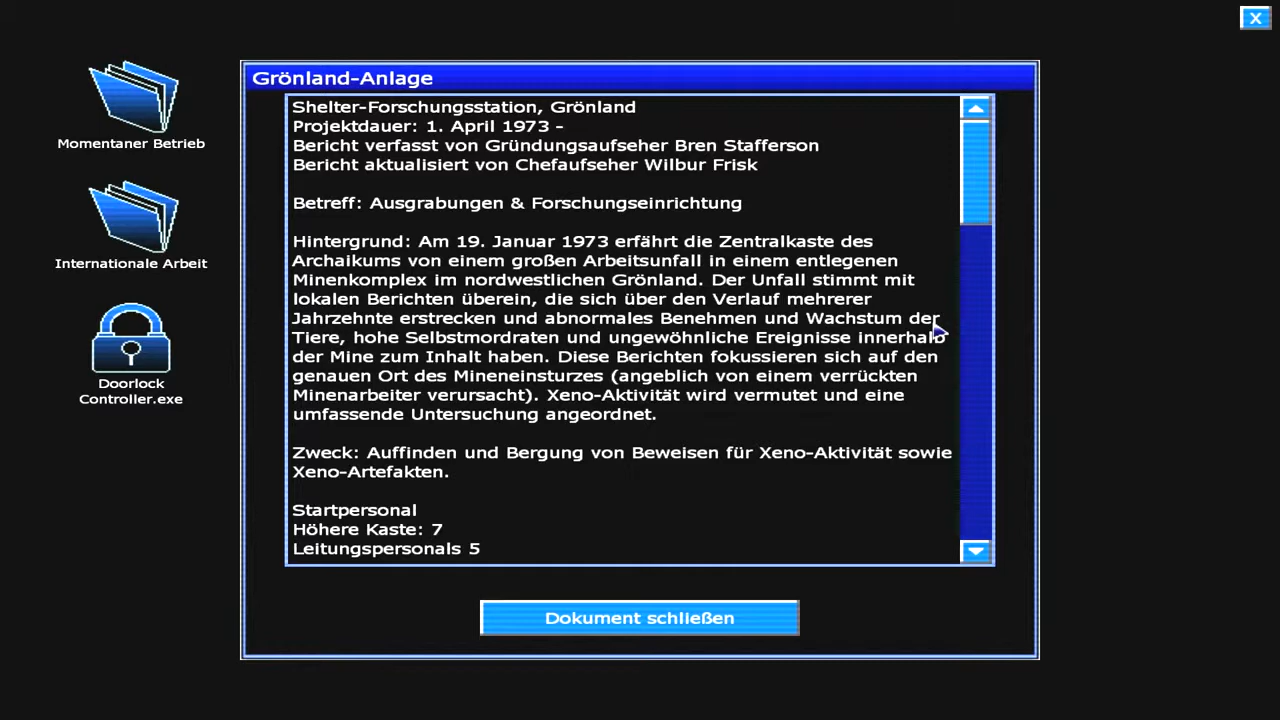 X
Grönland-Anlage
Shelter-Forschungsstation, Grönland
Projektdauer: 1. April 1973 -
Bericht verfasst von Gründungsaufseher Bren Stafferson
Bericht aktualisiert von Chefaufseher Wilbur Frisk
Betreff: Ausgrabungen & Forschungseinrichtung
Hintergrund: Am 19. Januar 1973 erfährt die Zentralkaste des
Archaikums von einem großen Arbeitsunfall in einem entlegenen
Minenkomplex im nordwestlichen Grönland. Der Unfall stimmt mit
lokalen Berichten überein, die sich über den Verlauf mehrerer
Jahrzehnte erstrecken und abnormales Benehmen und Wachstum der
Tiere, hohe Selbstmordraten und ungewöhnliche Ereignisse innerhalb
der Mine zum Inhalt haben. Diese Berichten fokussieren sich auf den
genauen Ort des Mineneinsturzes (angeblich von einem verrückten
Minenarbeiter verursacht). Xeno-Aktivität wird vermutet und eine
umfassende Untersuchung angeordnet.
Zweck: Auffinden und Bergung von Beweisen für Xeno-Aktivität sowie
Xeno-Artefakten.
Startpersonal
Höhere Kaste: 7
Leitungspersonals 5
Dokument schließen
Momentaner Betrieb
Internationale Arbeit
Doorlock
Controller.exe